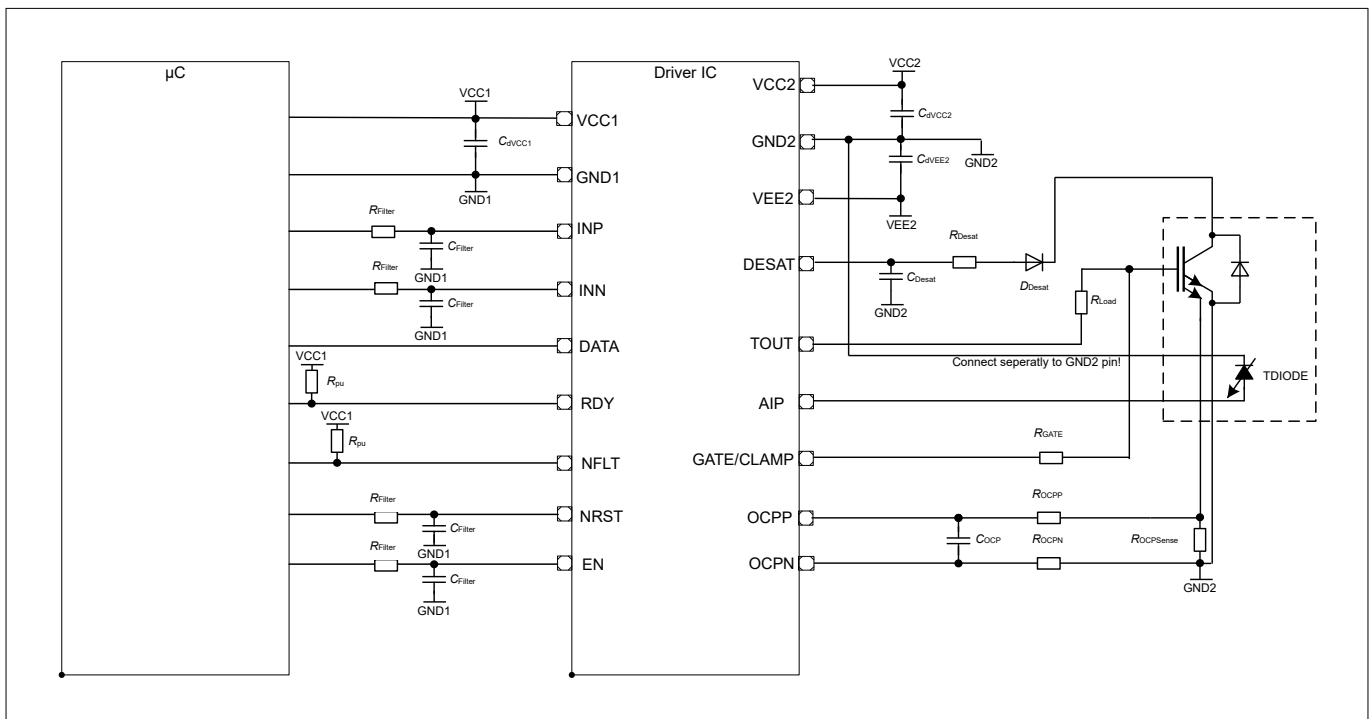 µC
Driver IC
VCC1
CdVCC1
GND1
VCC1
GND1
RFilter
CFilter
GND1
INP
RFilter
CFilter
GND1
INN
DATA
VCC1
Rpu
RDY
VCC1
Rpu
NFLT
RFilter
CFilter
GND1
NRST
RFilter
CFilter
GND1
EN
VCC2
VCC2
CdVCC2
GND2
GND2
CdVEE2
VEE2
VEE2
DESAT
RDesat
CDesat
GND2
DDesat
RLoad
TOUT
Connect seperatly to GND2 pin!
TDIODE
AIP
RGATE
GATE/CLAMP
ROCPP
OCPP
COCP
ROCPN
ROCPSense
OCPN
GND2